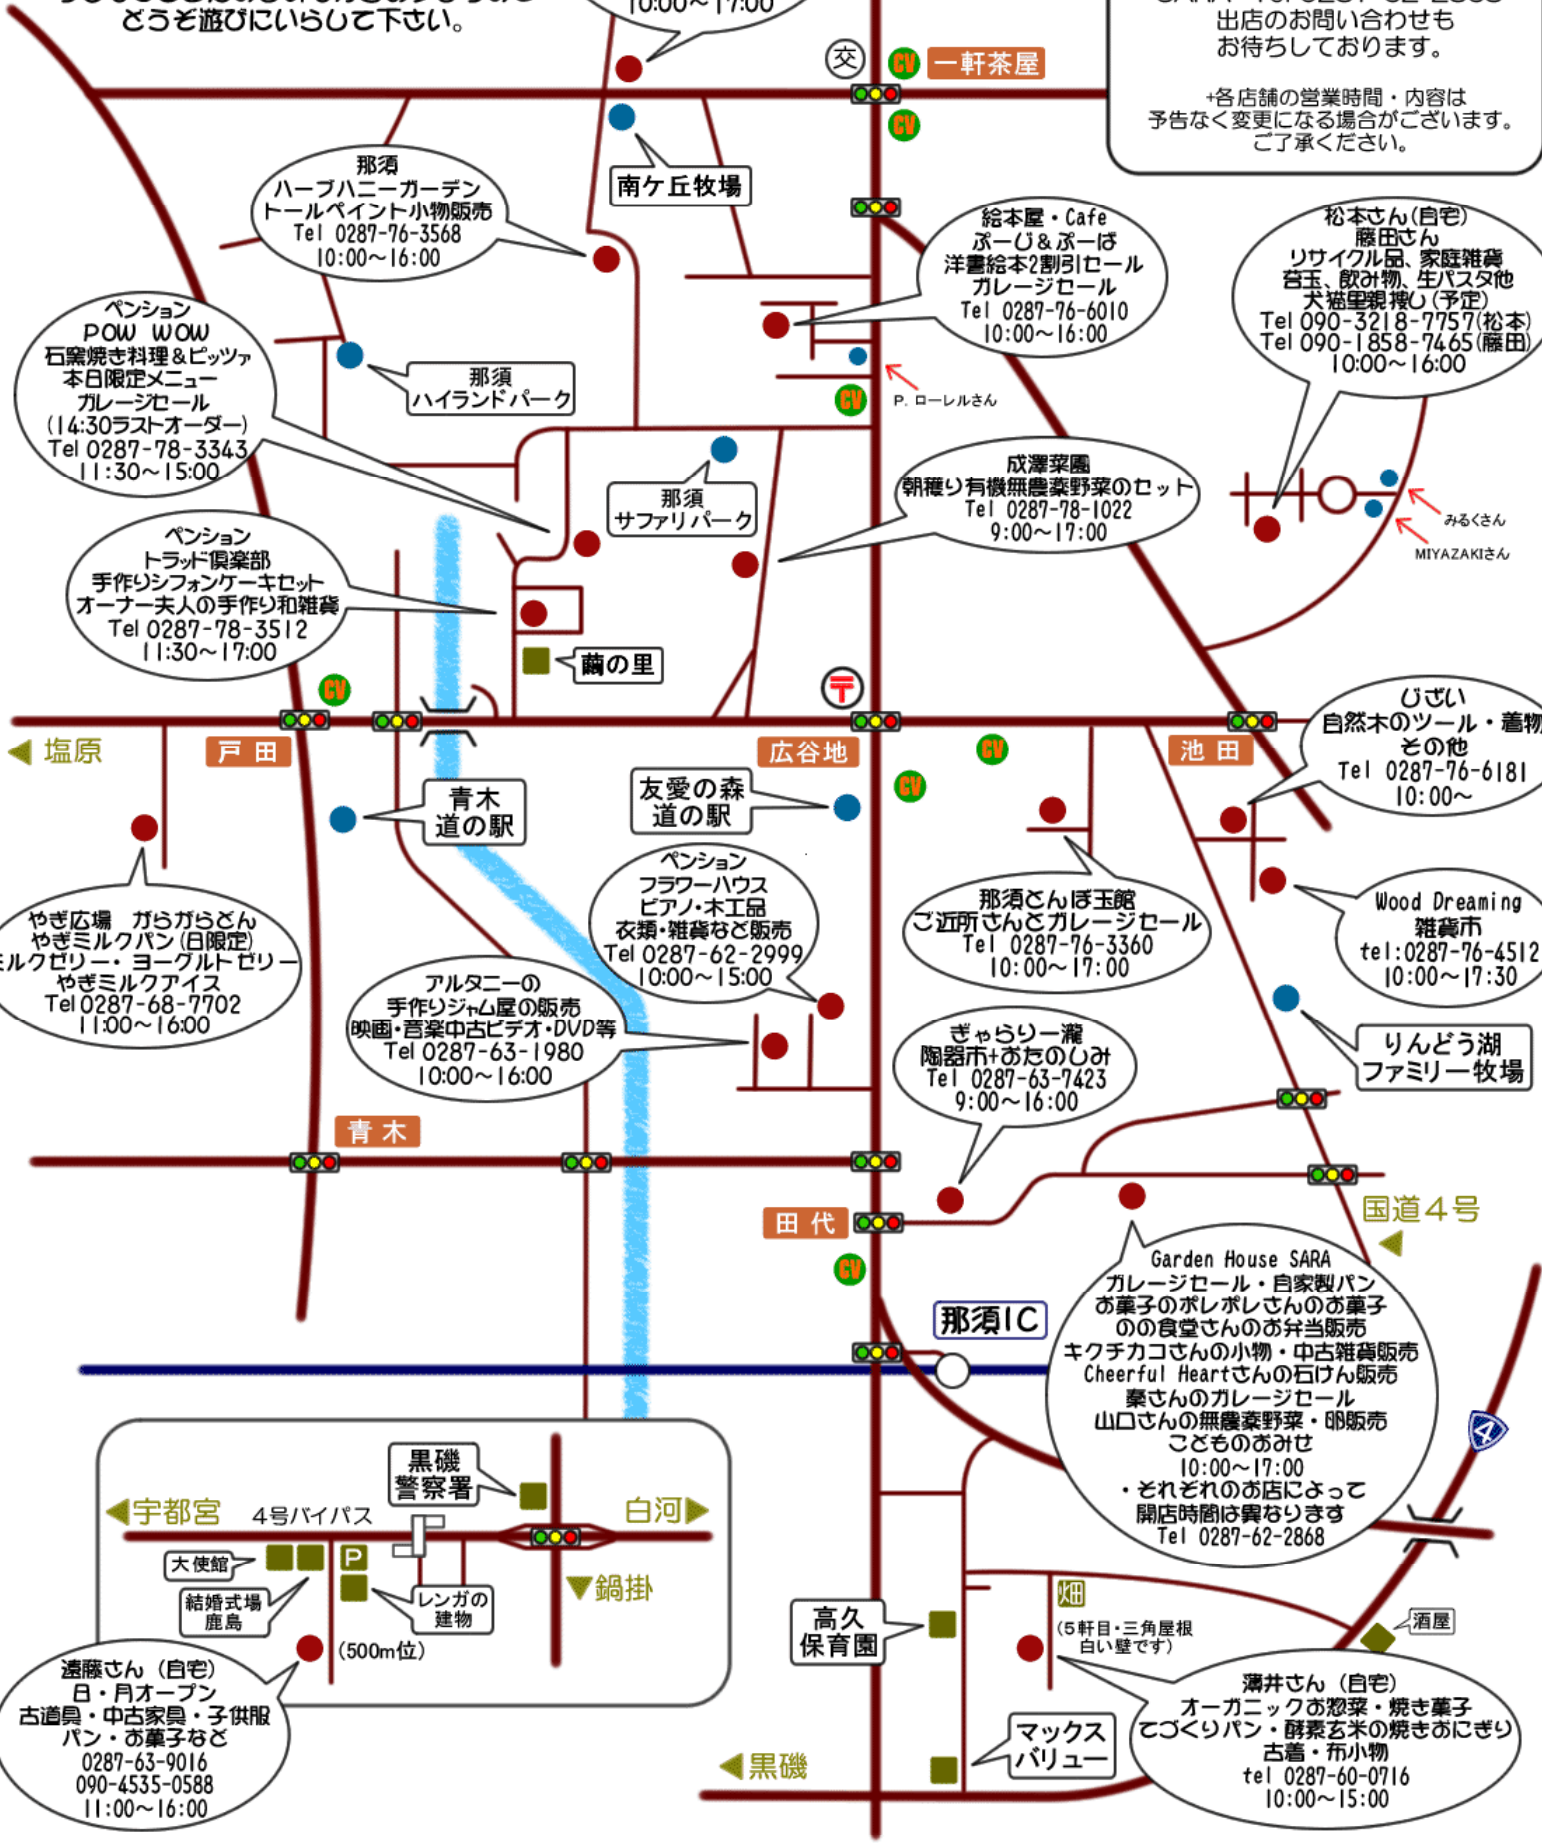 どうぞ遊びにいらして下さい。
10:00～17:00
出店のお問い合わせも
お待ちしております。
+各店舗の営業時間・内容は
予告なく変更になる場合がございます。
ご了承ください。
交
CV
一軒茶屋
CV
南ケ丘牧場
那須
ハーブハニーガーデン
トールペイント小物販売
Tel 0287-76-3568
10:00～16:00
絵本屋・Cafe
ぷーじ&ぷーば
洋書絵本2割引セール
ガレージセール
Tel 0287-76-6010
10:00～16:00
松本さん(自宅)
藤田さん
リサイクル品、家庭雑貨
苔玉、飲み物、生パスタ他
犬猫里親捜し(予定)
Tel 090-3218-7757(松本)
Tel 090-1858-7465(藤田)
10:00～16:00
ペンション
POW WOW
石窯焼き料理&ピッツァ
本日限定メニュー
ガレージセール
(14:30ラストオーダー)
Tel 0287-78-3343
11:30～15:00
那須
ハイランドパーク
CV
P. ローレルさん
那須
サファリパーク
成澤菜園
朝穫り有機無農薬野菜のセット
Tel 0287-78-1022
9:00～17:00
みるくさん
MIYAZAKIさん
ペンション
トラッド倶楽部
手作りシフォンケーキセット
オーナー夫人の手作り和雑貨
Tel 0287-78-3512
11:30～17:00
繭の里
CV
〒
塩原
戸田
広谷地
CV
池田
じざい
自然木のツール・着物
その他
Tel 0287-76-6181
10:00～
青木
道の駅
友愛の森
道の駅
CV
やぎ広場 がらがらどん
やぎミルクパン(日限定)
ミルクゼリー・ヨーグルトゼリー
やぎミルクアイス
Tel 0287-68-7702
11:00～16:00
ペンション
フラワーハウス
ピアノ・木工品
衣類・雑貨など販売
Tel 0287-62-2999
10:00～15:00
那須とんぼ玉館
ご近所さんとガレージセール
Tel 0287-76-3360
10:00～17:00
Wood Dreaming
雑貨市
tel:0287-76-4512
10:00～17:30
アルタニーの
手作りジャム屋の販売
映画・音楽中古ビデオ・DVD等
Tel 0287-63-1980
10:00～16:00
ぎゃらりー瀧
陶器市+おたのしみ
Tel 0287-63-7423
9:00～16:00
りんどう湖
ファミリー牧場
青木
田代
国道4号
CV
那須IC
Garden House SARA
ガレージセール・自家製パン
お菓子のポレポレさんのお菓子
のの食堂さんのお弁当販売
キクチカコさんの小物・中古雑貨販売
Cheerful Heartさんの石けん販売
秦さんのガレージセール
山口さんの無農薬野菜・卵販売
こどものおみせ
10:00～17:00
・それぞれのお店によって
開店時間は異なります
Tel 0287-62-2868
4
黒磯
警察署
宇都宮
4号バイパス
白河
大使館
P
結婚式場
鹿島
レンガの
建物
鍋掛
(500m位)
遠藤さん (自宅)
日・月オープン
古道具・中古家具・子供服
パン・お菓子など
0287-63-9016
090-4535-0588
11:00～16:00
高久
保育園
畑
(5軒目・三角屋根
白い壁です)
酒屋
薄井さん (自宅)
オーガニックお惣菜・焼き菓子
てづくりパン・酵素玄米の焼きおにぎり
古着・布小物
tel 0287-60-0716
10:00～15:00
マックス
バリュー
黒磯